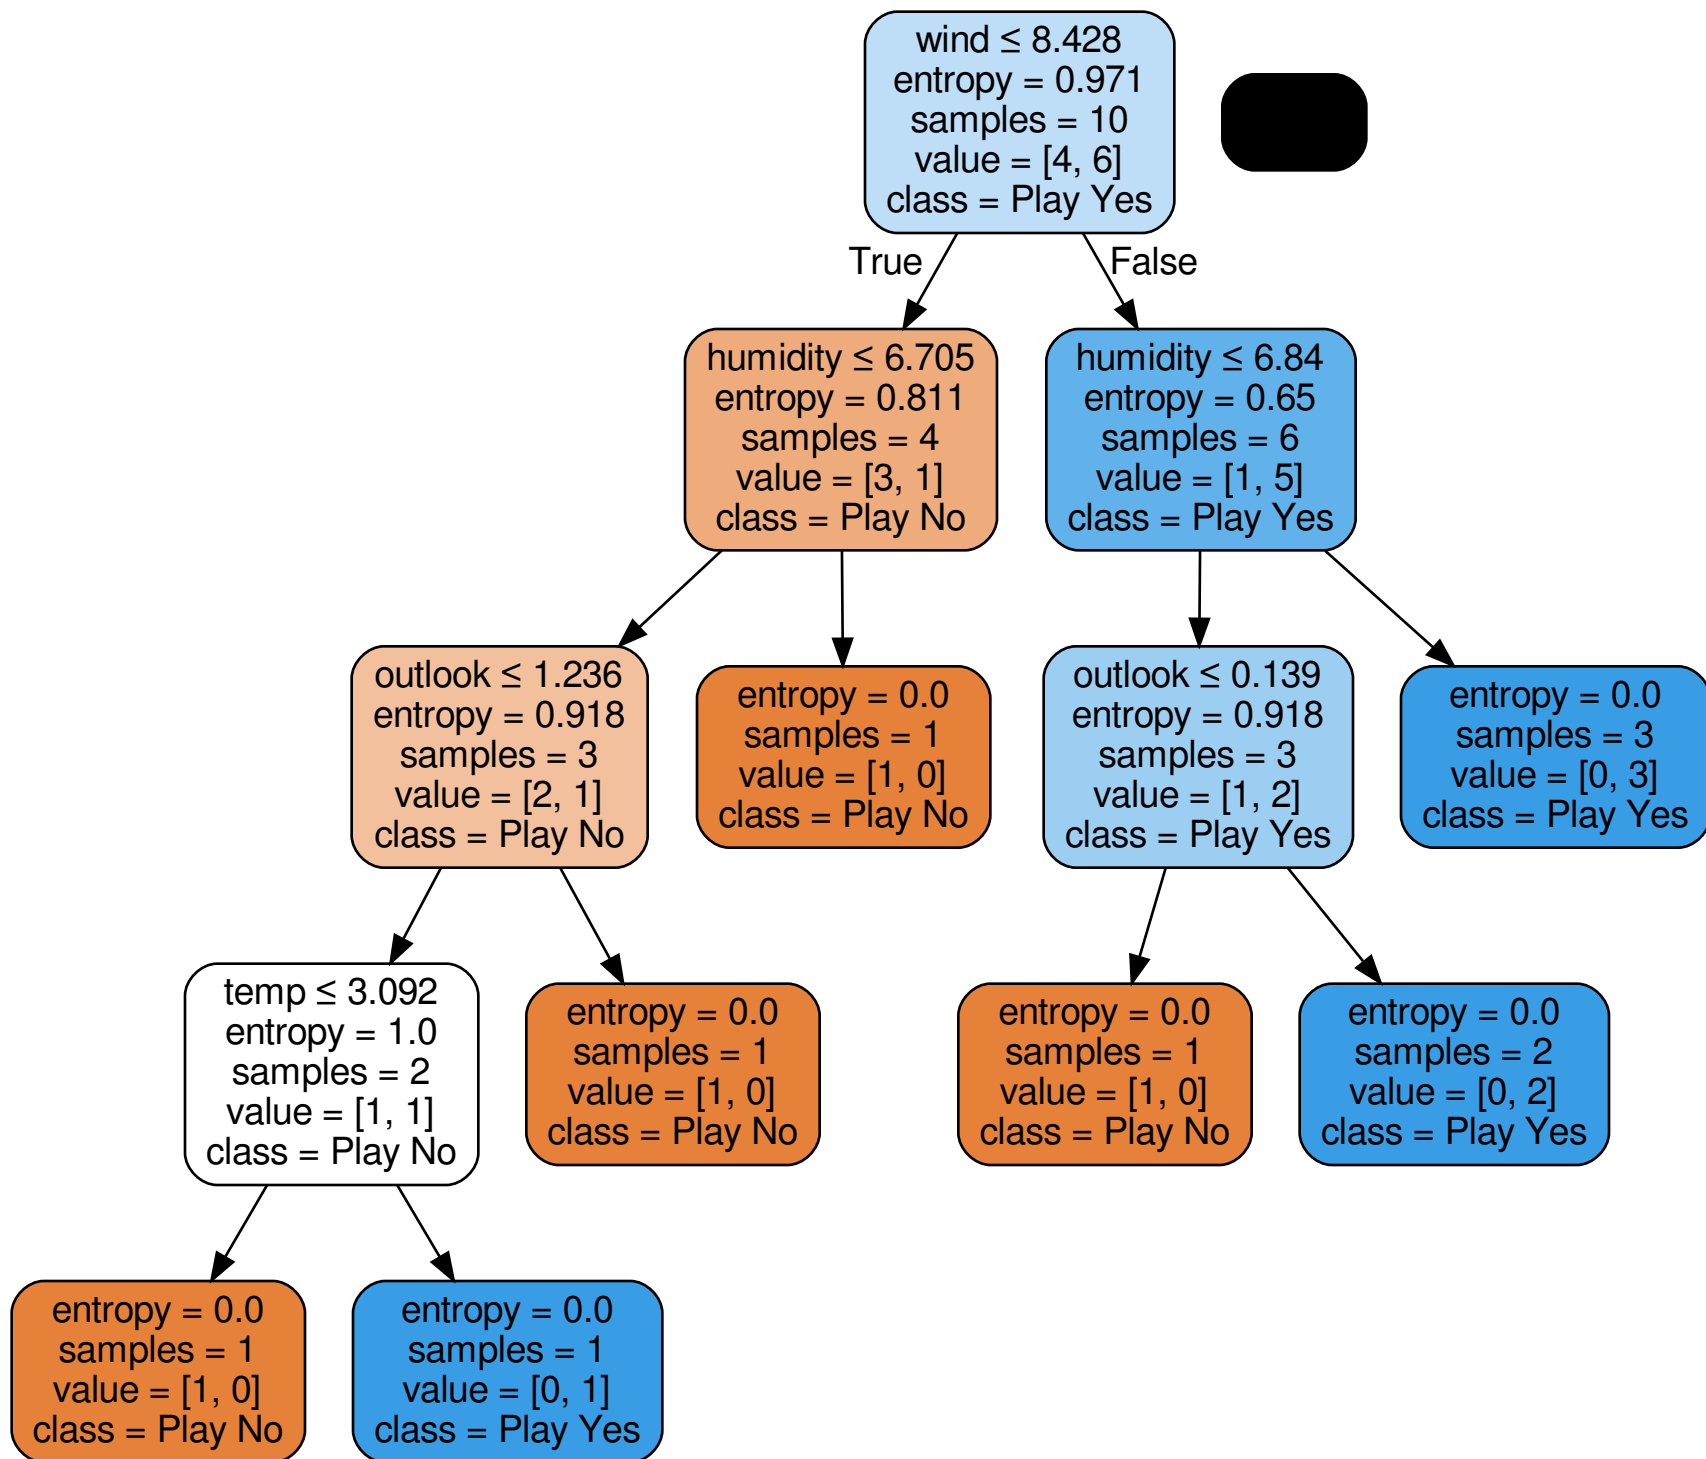 wind ≤ 8.428
entropy = 0.971
samples = 10
value = [4, 6]
class = Play Yes
True
False
humidity ≤ 6.705
entropy = 0.811
samples = 4
value = [3, 1]
class = Play No
humidity ≤ 6.84
entropy = 0.65
samples = 6
value = [1, 5]
class = Play Yes
outlook ≤ 1.236
entropy = 0.918
samples = 3
value = [2, 1]
class = Play No
entropy = 0.0
samples = 1
value = [1, 0]
class = Play No
outlook ≤ 0.139
entropy = 0.918
samples = 3
value = [1, 2]
class = Play Yes
entropy = 0.0
samples = 3
value = [0, 3]
class = Play Yes
temp ≤ 3.092
entropy = 1.0
samples = 2
value = [1, 1]
class = Play No
entropy = 0.0
samples = 1
value = [1, 0]
class = Play No
entropy = 0.0
samples = 1
value = [1, 0]
class = Play No
entropy = 0.0
samples = 2
value = [0, 2]
class = Play Yes
entropy = 0.0
samples = 1
value = [1, 0]
class = Play No
entropy = 0.0
samples = 1
value = [0, 1]
class = Play Yes